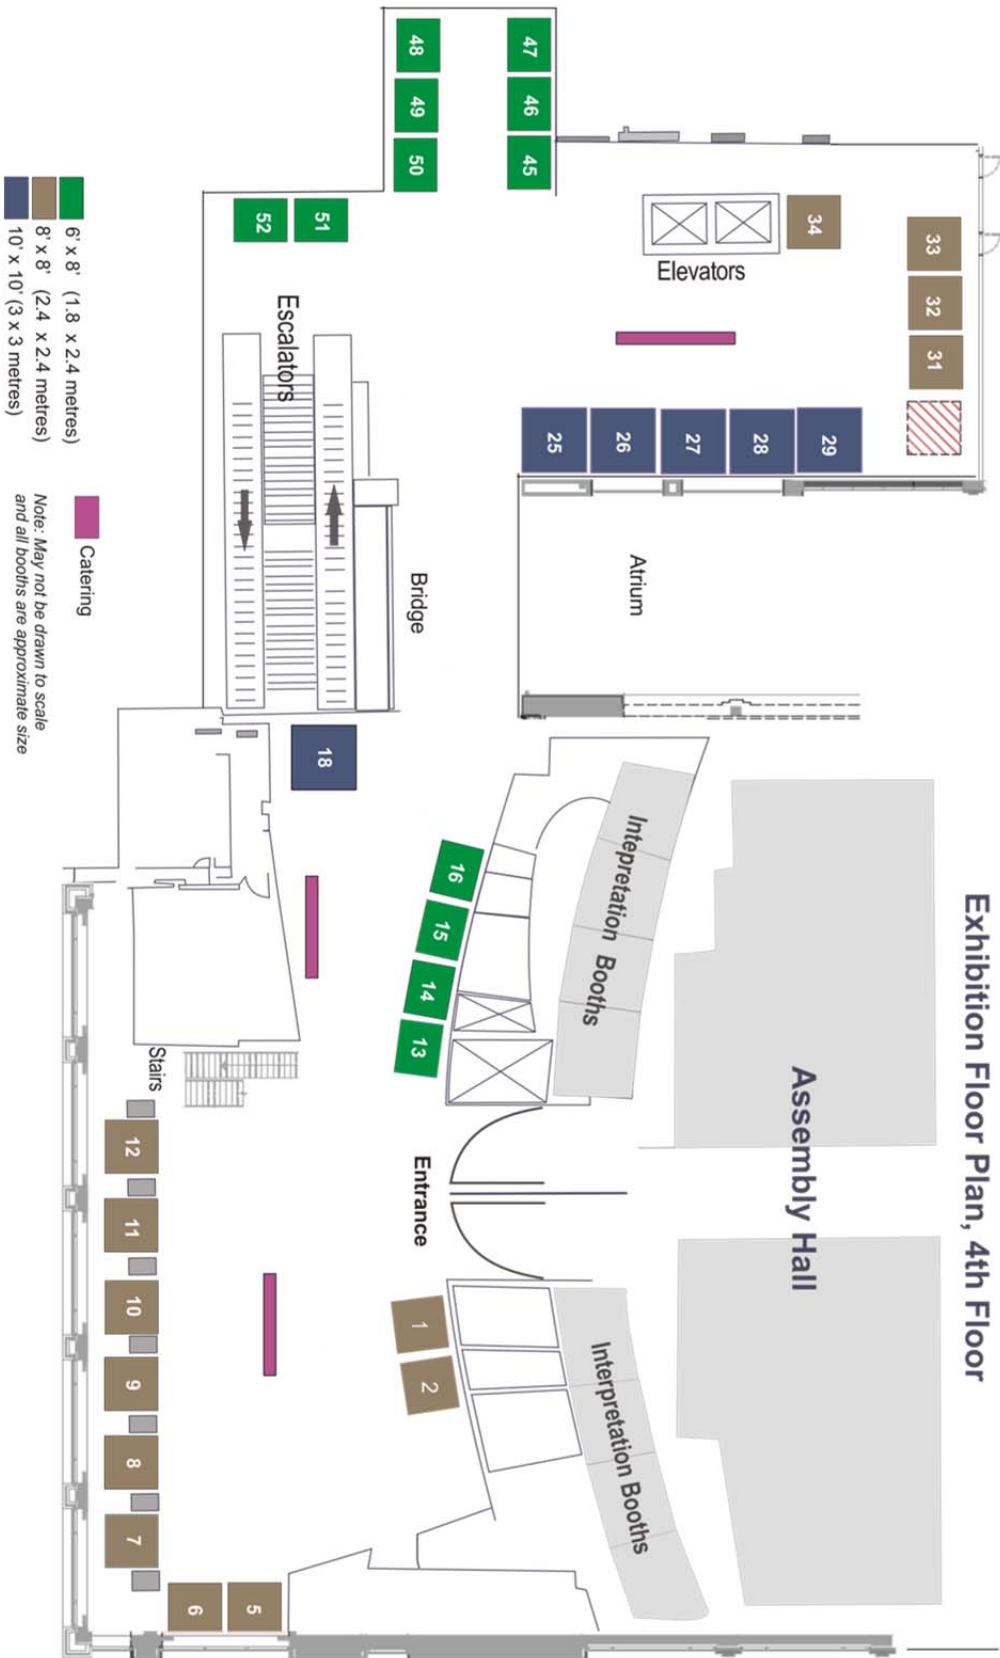 Exhibition Floor Plan, 4th Floor
Assembly Hall
Intepretation Booths
Interpretation Booths
Entrance
Atrium
Bridge
Elevators
Escalators
Stairs
47
46
45
48
49
50
51
52
34
33
32
31
29
28
27
26
25
18
16
15
14
13
12
11
10
9
8
7
6
5
1
2
6' x 8' (1.8 x 2.4 metres)
8' x 8' (2.4 x 2.4 metres)
10' x 10' (3 x 3 metres)
Catering
Note: May not be drawn to scale
and all booths are approximate size